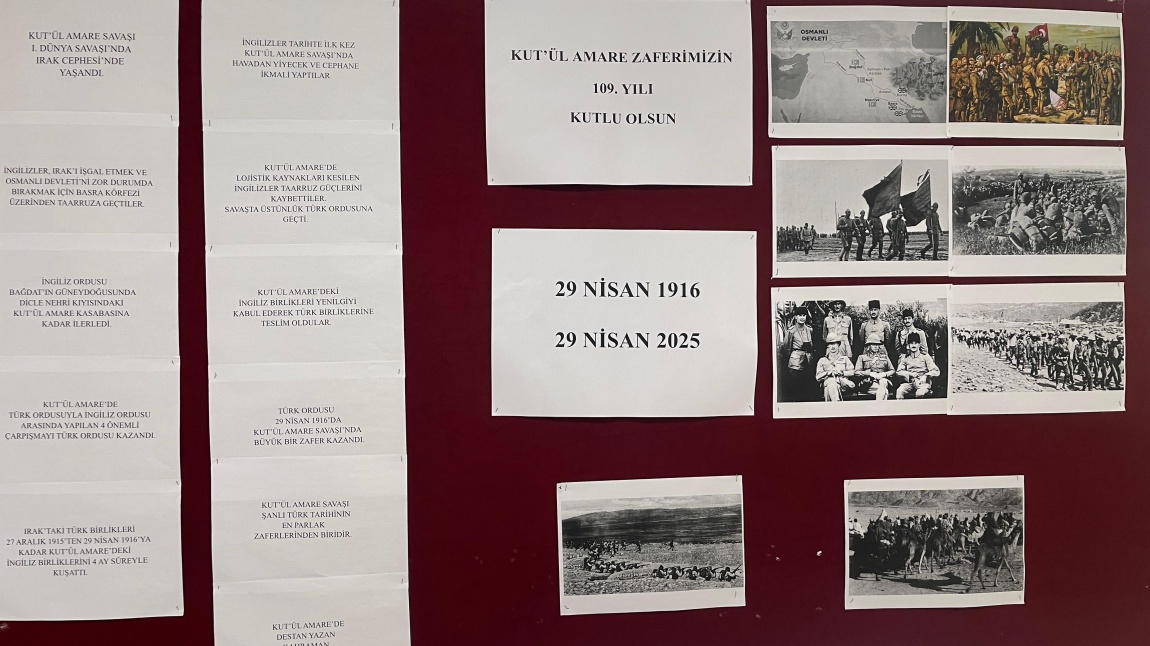 KUT'ÜL AMARE SAVAŞI
I. DÜNYA SAVAŞI'NDA
IRAK CEPHESİ'NDE
YAŞANDI.
İNGİLİZLER, IRAK'I İŞGAL ETMEK VE
OSMANLI DEVLETİ'Nİ ZOR DURUMDA
BIRAKMAK İÇİN BASRA KÖRFEZİ
ÜZERİNDEN TAARRUZA GEÇTİLER.
İNGİLİZ ORDUSU
BAĞDAT'IN GÜNEYDOĞUSUNDA
DİCLE NEHRİ KIYISINDAKİ
KUT'ÜL AMARE KASABASINA
KADAR İLERLEDİ.
KUT'ÜL AMARE'DE
TÜRK ORDUSUYLA İNGİLİZ ORDUSU
ARASINDA YAPILAN 4 ÖNEMLİ
ÇARPIŞMAYI TÜRK ORDUSU KAZANDI.
IRAK'TAKİ TÜRK BİRLİKLERİ
27 ARALIK 1915'TEN 29 NİSAN 1916'YA
KADAR KUT'ÜL AMARE'DEKİ
İNGİLİZ BİRLİKLERİNİ 4 AY SÜREYLE
KUŞATTI.
İNGİLİZLER TARİHTE İLK KEZ
KUT'ÜL AMARE SAVAŞI'NDA
HAVADAN YİYECEK VE CEPHANE
İKMALİ YAPTILAR.
KUT'ÜL AMARE'DE
LOJİSTİK KAYNAKLARI KESİLEN
İNGİLİZLER TAARRUZ GÜÇLERİNİ
KAYBETTİLER.
SAVAŞTA ÜSTÜNLÜK TÜRK ORDUSUNA
GEÇTİ.
KUT'ÜL AMARE'DEKİ
İNGİLİZ BİRLİKLERİ YENİLGİYİ
KABUL EDEREK TÜRK BİRLİKLERİNE
TESLİM OLDULAR.
TÜRK ORDUSU
29 NİSAN 1916'DA
KUT'ÜL AMARE SAVAŞI'NDA
BÜYÜK BİR ZAFER KAZANDI.
KUT'ÜL AMARE SAVAŞI
ŞANLI TÜRK TARİHİNİN
EN PARLAK
ZAFERLERİNDEN BİRİDİR.
KUT'ÜL AMARE'DE
DESTAN YAZAN
KAHRAMAN
KUT'ÜL AMARE ZAFERİMİZİN
109. YILI
KUTLU OLSUN
29 NİSAN 1916
29 NİSAN 2025
OSMANLI
DEVLETİ
Bağdat
Kut